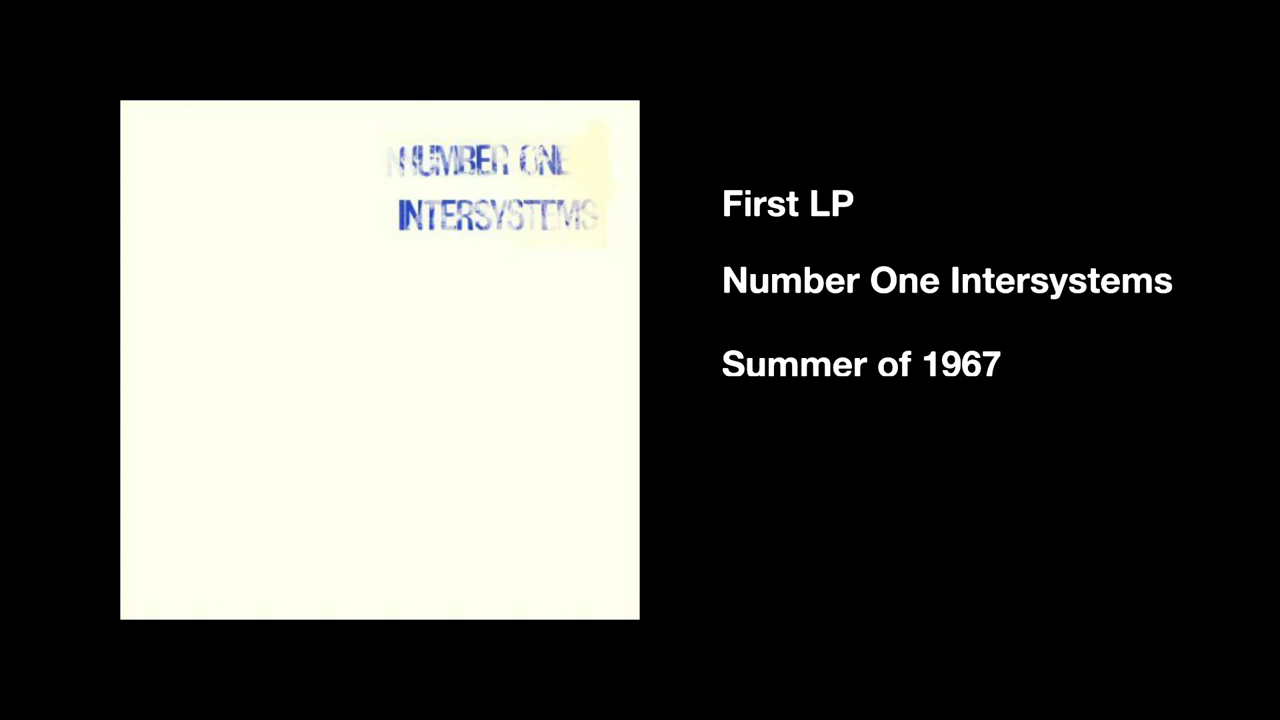 NUMBER ONE
INTERSYSTEMS
First LP
Number One Intersystems
Summer of 1967